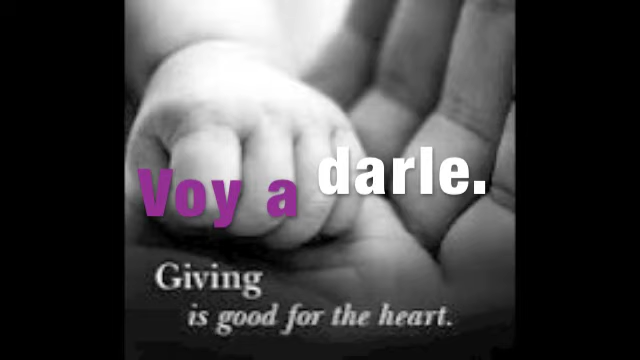 Voy a darle.
Giving
is good for the heart.